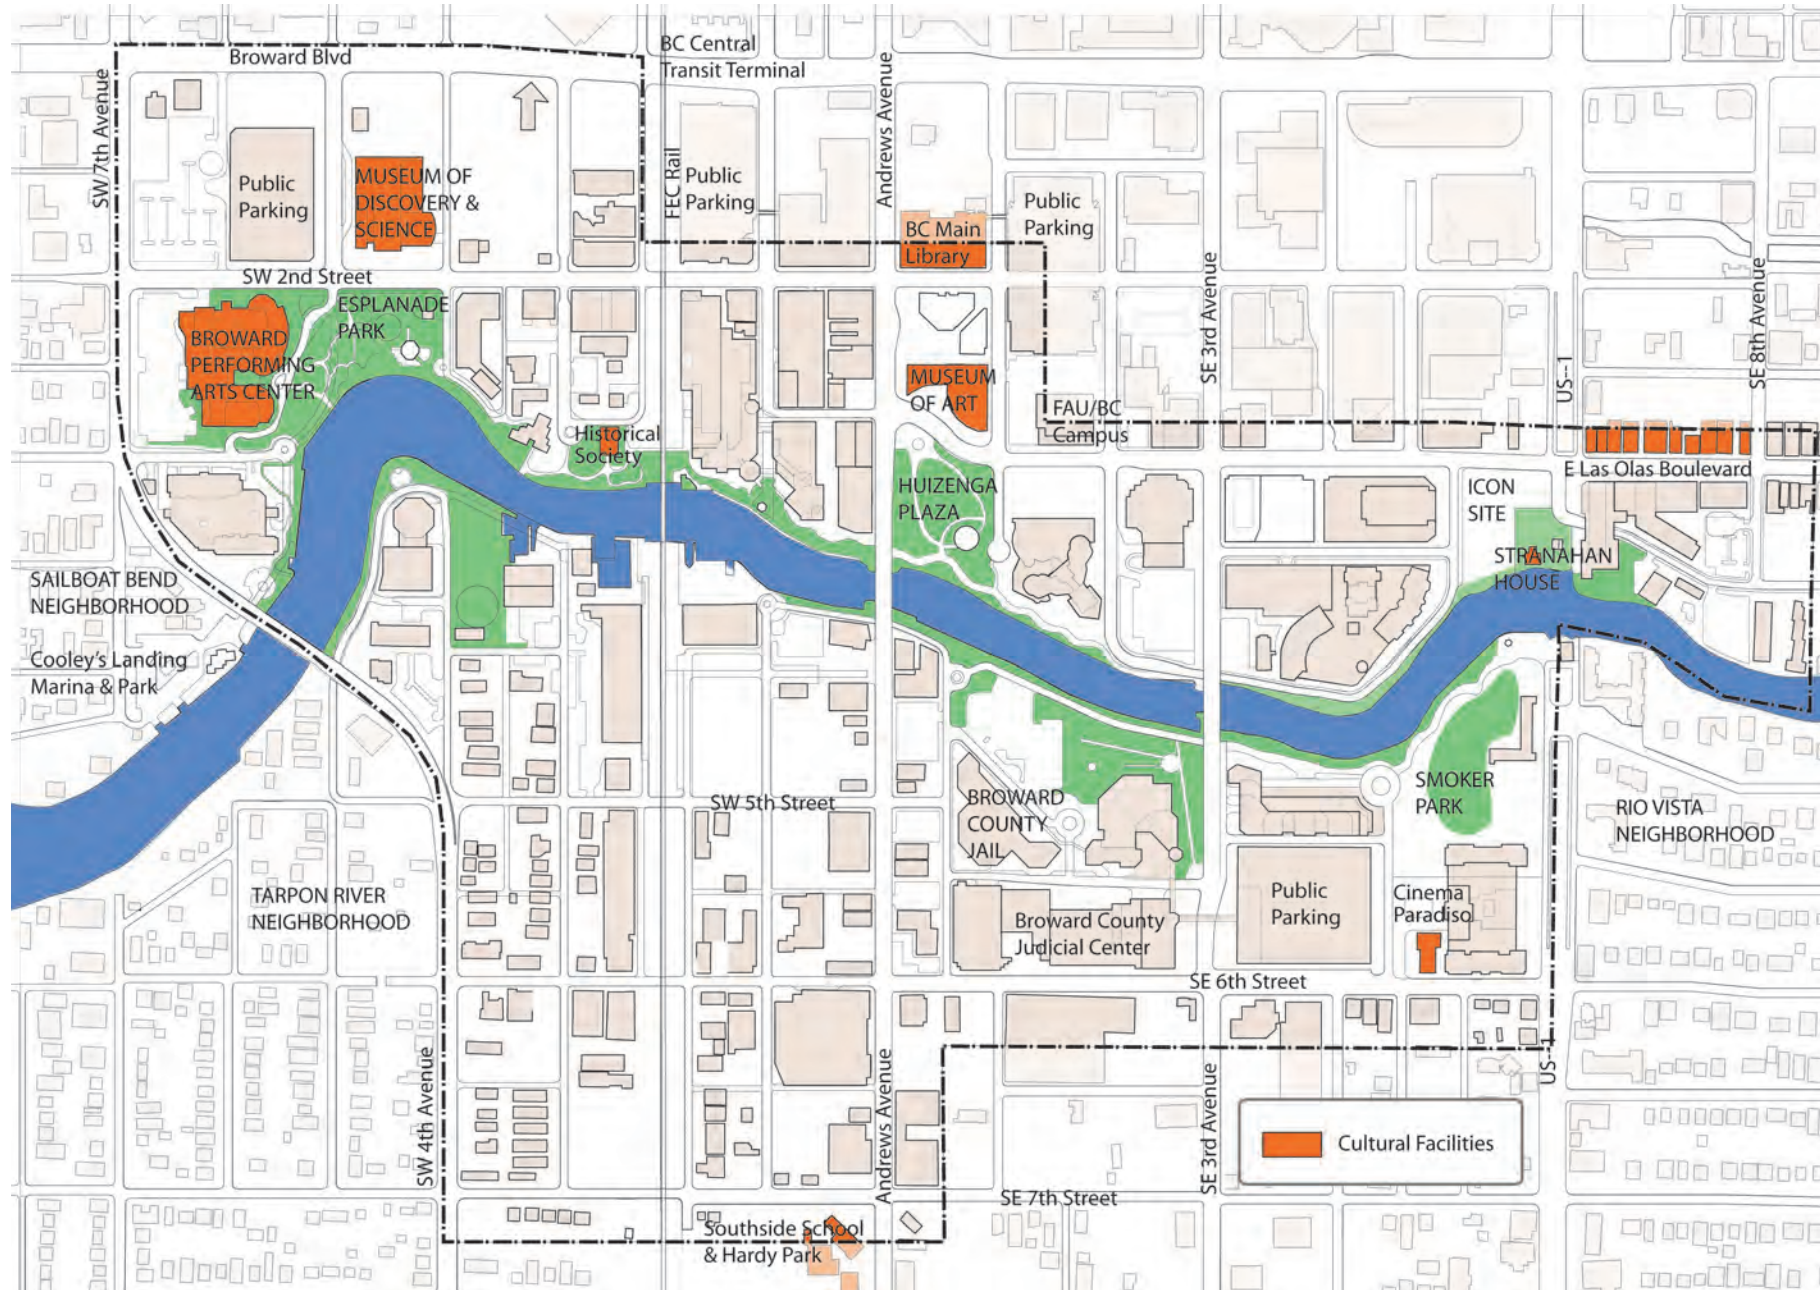 Broward Blvd
BC Central
Transit Terminal
SW 7th Avenue
Andrews Avenue
FEC Rail
Public
Parking
MUSEUM OF
DISCOVERY &
SCIENCE
Public
Parking
BC Main
Library
Public
Parking
SW 2nd Street
SE 3rd Avenue
US--1
SE 8th Avenue
ESPLANADE
PARK
BROWARD
PERFORMING
ARTS CENTER
MUSEUM
OF ART
FAU/BC
Campus
Historical
Society
E Las Olas Boulevard
HUIZENGA
PLAZA
ICON
SITE
STRANAHAN
HOUSE
SAILBOAT BEND
NEIGHBORHOOD
Cooley's Landing
Marina & Park
SW 5th Street
BROWARD
COUNTY
JAIL
SMOKER
PARK
RIO VISTA
NEIGHBORHOOD
TARPON RIVER
NEIGHBORHOOD
Broward County
Judicial Center
Public
Parking
Cinema
Paradiso
SE 6th Street
SW 4th Avenue
Andrews Avenue
SE 3rd Avenue
US--1
Cultural Facilities
SE 7th Street
Southside School
& Hardy Park